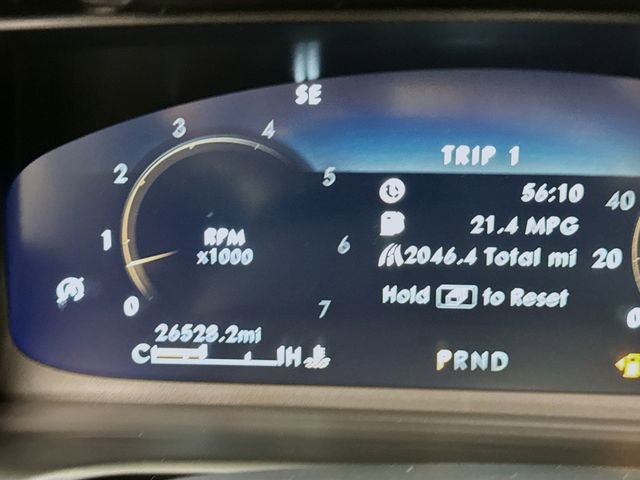 SE
3
4
2
5
TRIP 1
1
RPM
x1000
6
0
7
56:10
21.4 MPG
2046.4 Total mi
Hold to Reset
40
20
0
26528.2mi
C H
PRND